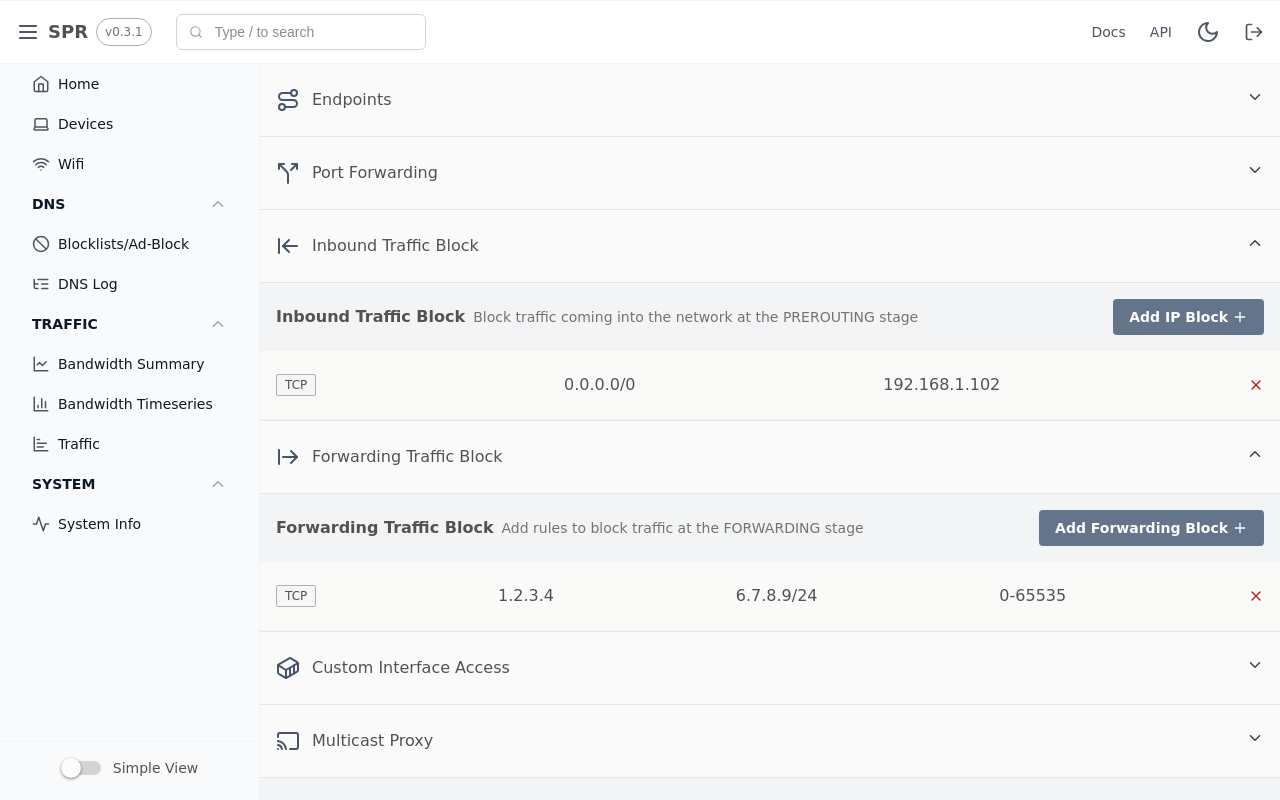 SPR v0.3.1 Type / to search Docs API
Home
Devices
Wifi
DNS
Blocklists/Ad-Block
DNS Log
TRAFFIC
Bandwidth Summary
Bandwidth Timeseries
Traffic
SYSTEM
System Info
Simple View
Endpoints
Port Forwarding
Inbound Traffic Block
Inbound Traffic Block Block traffic coming into the network at the PREROUTING stage Add IP Block
TCP 0.0.0.0/0 192.168.1.102
Forwarding Traffic Block
Forwarding Traffic Block Add rules to block traffic at the FORWARDING stage Add Forwarding Block
TCP 1.2.3.4 6.7.8.9/24 0-65535
Custom Interface Access
Multicast Proxy